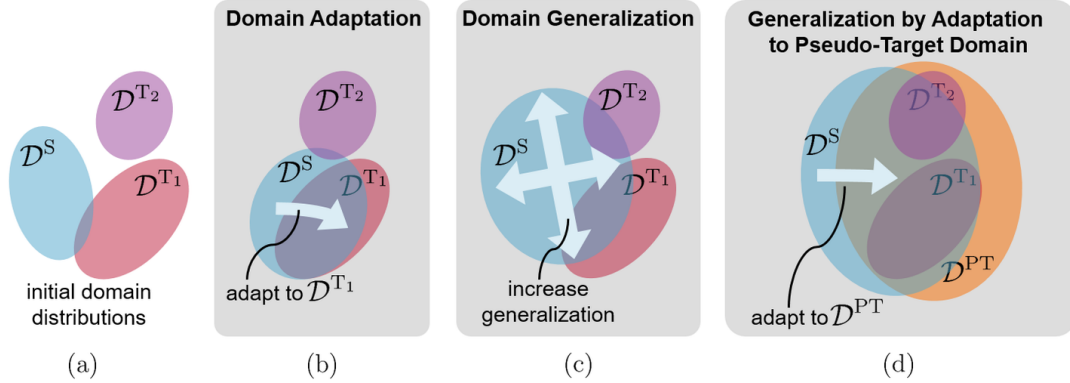 𝒟^T₂
𝒟^S
𝒟^T₁
initial domain
distributions
(a)
Domain Adaptation
𝒟^T₂
𝒟^S
𝒟^T₁
adapt to 𝒟^T₁
(b)
Domain Generalization
𝒟^T₂
𝒟^S
𝒟^T₁
increase
generalization
(c)
Generalization by Adaptation
to Pseudo-Target Domain
𝒟^T₂
𝒟^S
𝒟^T₁
𝒟^PT
adapt to 𝒟^PT
(d)